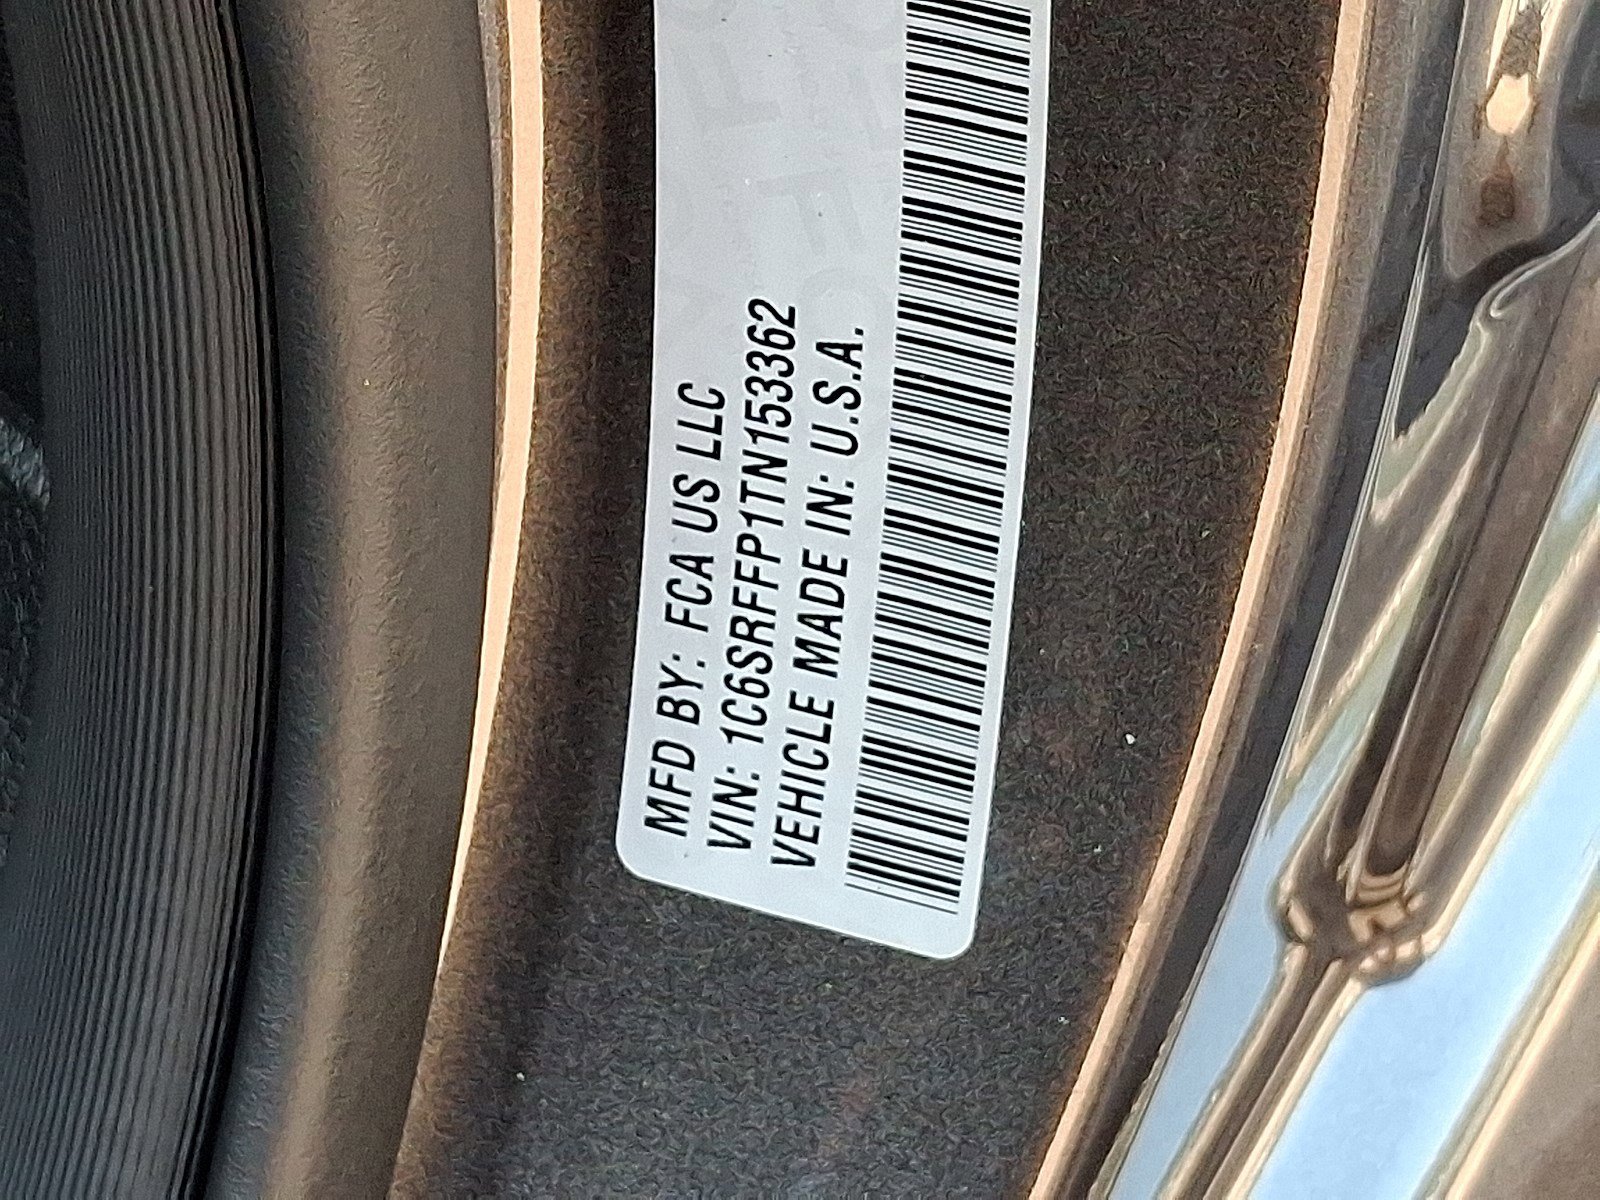 MFD BY: FCA US LLC
VIN: 1C6SRFFP1TN153362
VEHICLE MADE IN: U.S.A.